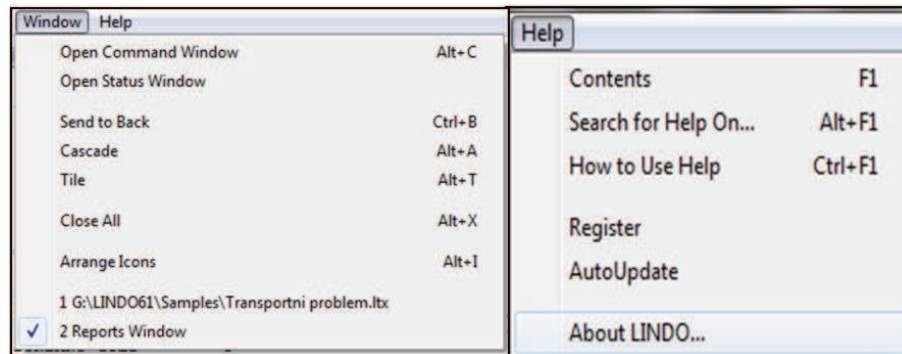 Window Help
Open Command Window Alt+C
Open Status Window
Send to Back Ctrl+B
Cascade Alt+A
Tile Alt+T
Close All Alt+X
Arrange Icons Alt+I
1 G:\LINDO61\Samples\Transportni problem.ltx
✓ 2 Reports Window
Help
Contents F1
Search for Help On... Alt+F1
How to Use Help Ctrl+F1
Register
AutoUpdate
About LINDO...